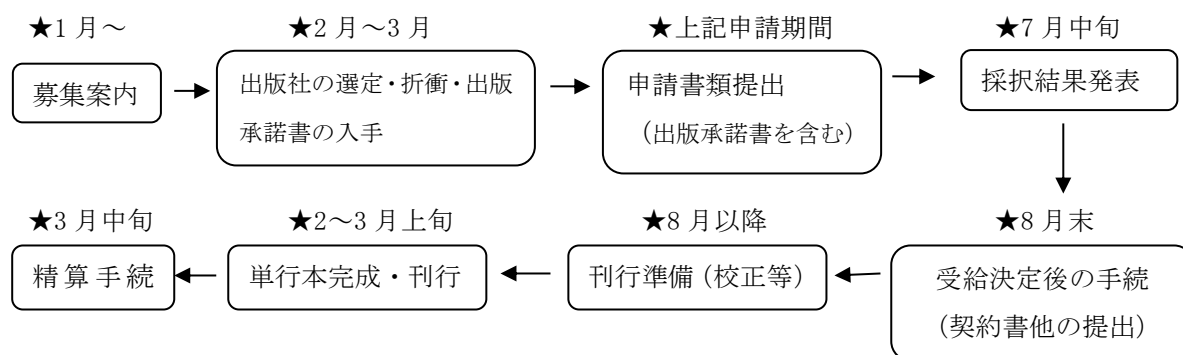 ★1月～
募集案内
★2月～3月
出版社の選定・折衝・出版
承諾書の入手
★上記申請期間
申請書類提出
（出版承諾書を含む）
★7月中旬
採択結果発表
★8月末
受給決定後の手続
（契約書他の提出）
★8月以降
刊行準備（校正等）
★2～3月上旬
単行本完成・刊行
★3月中旬
精算手続